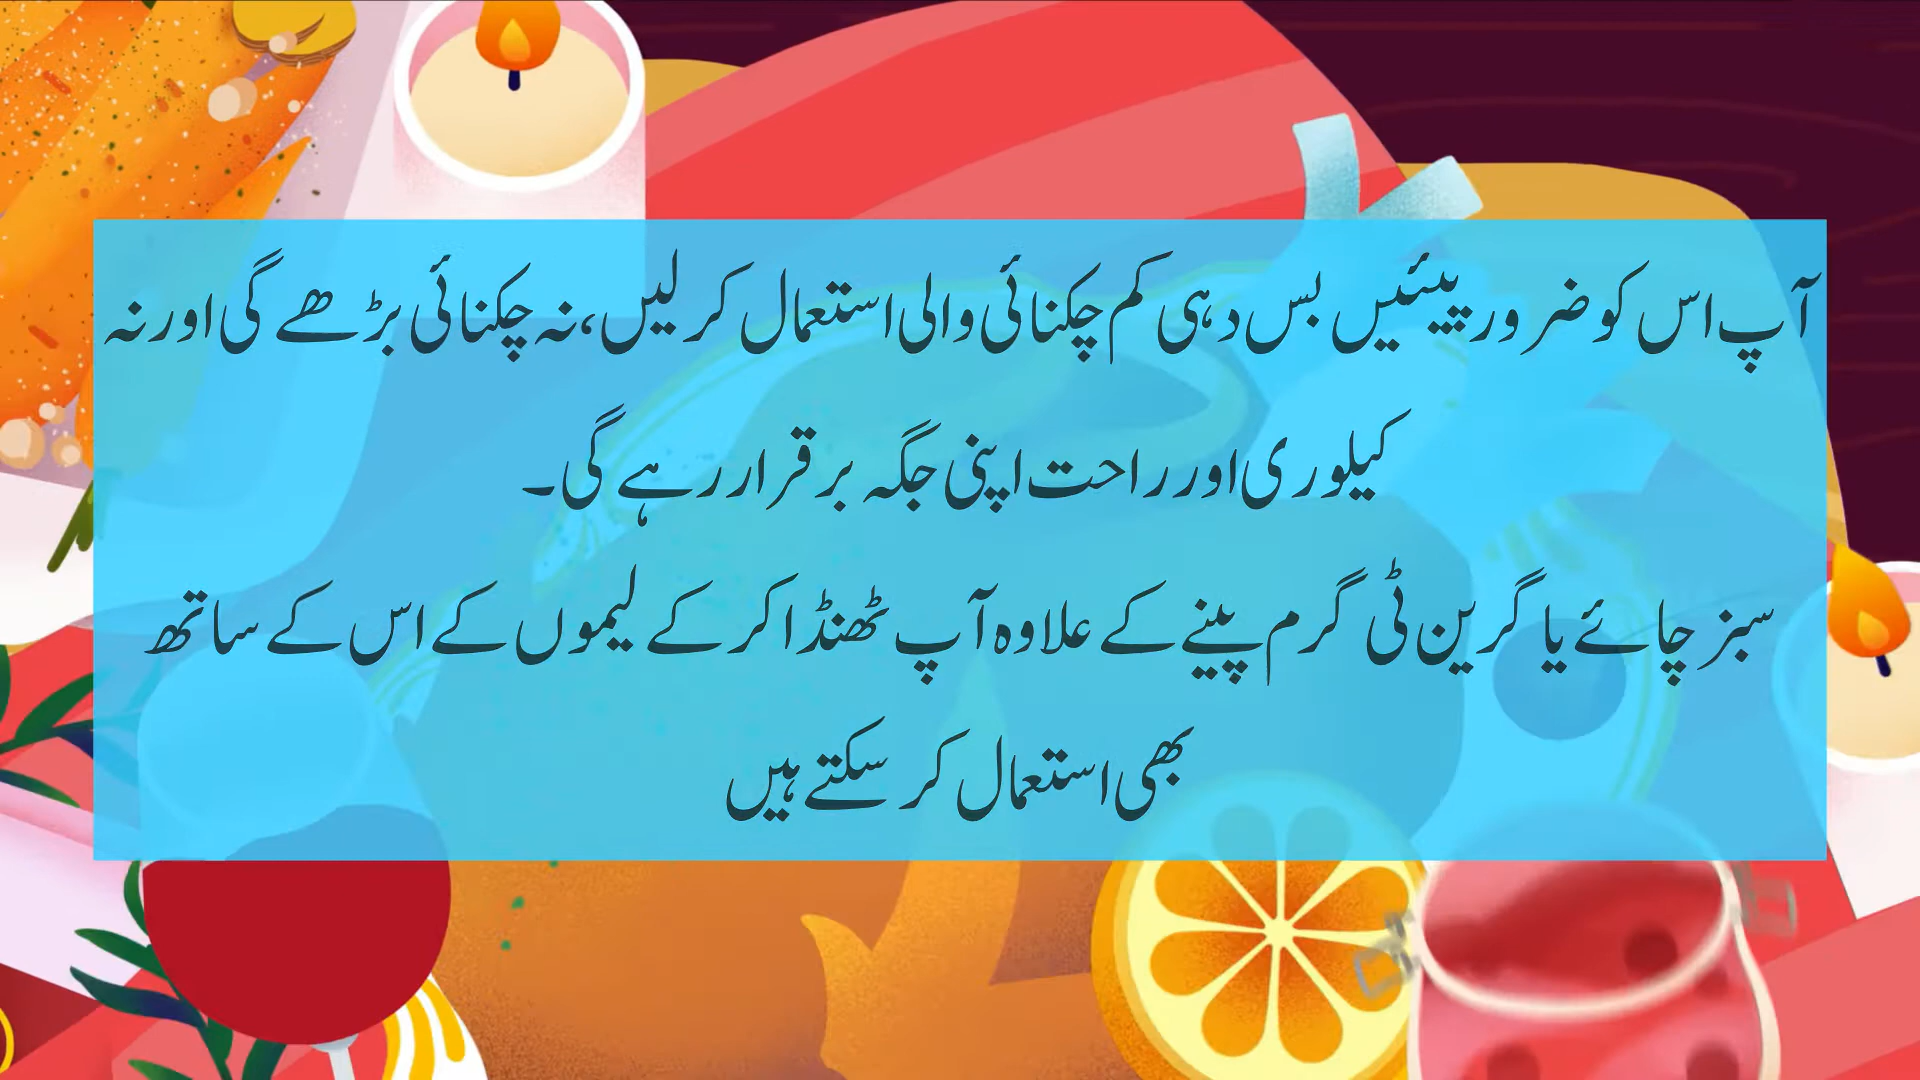 آپ اس کو ضرور پیئیں بس دہی کم چکنائی والی استعمال کر لیں، نہ چکنائی بڑھے گی اور نہ
کیلوری اور راحت اپنی جگہ برقرار رہے گی۔
سبز چائے یا گرین ٹی گرم پینے کے علاوہ آپ ٹھنڈا کر کے لیموں کے اس کے ساتھ
بھی استعمال کر سکتے ہیں